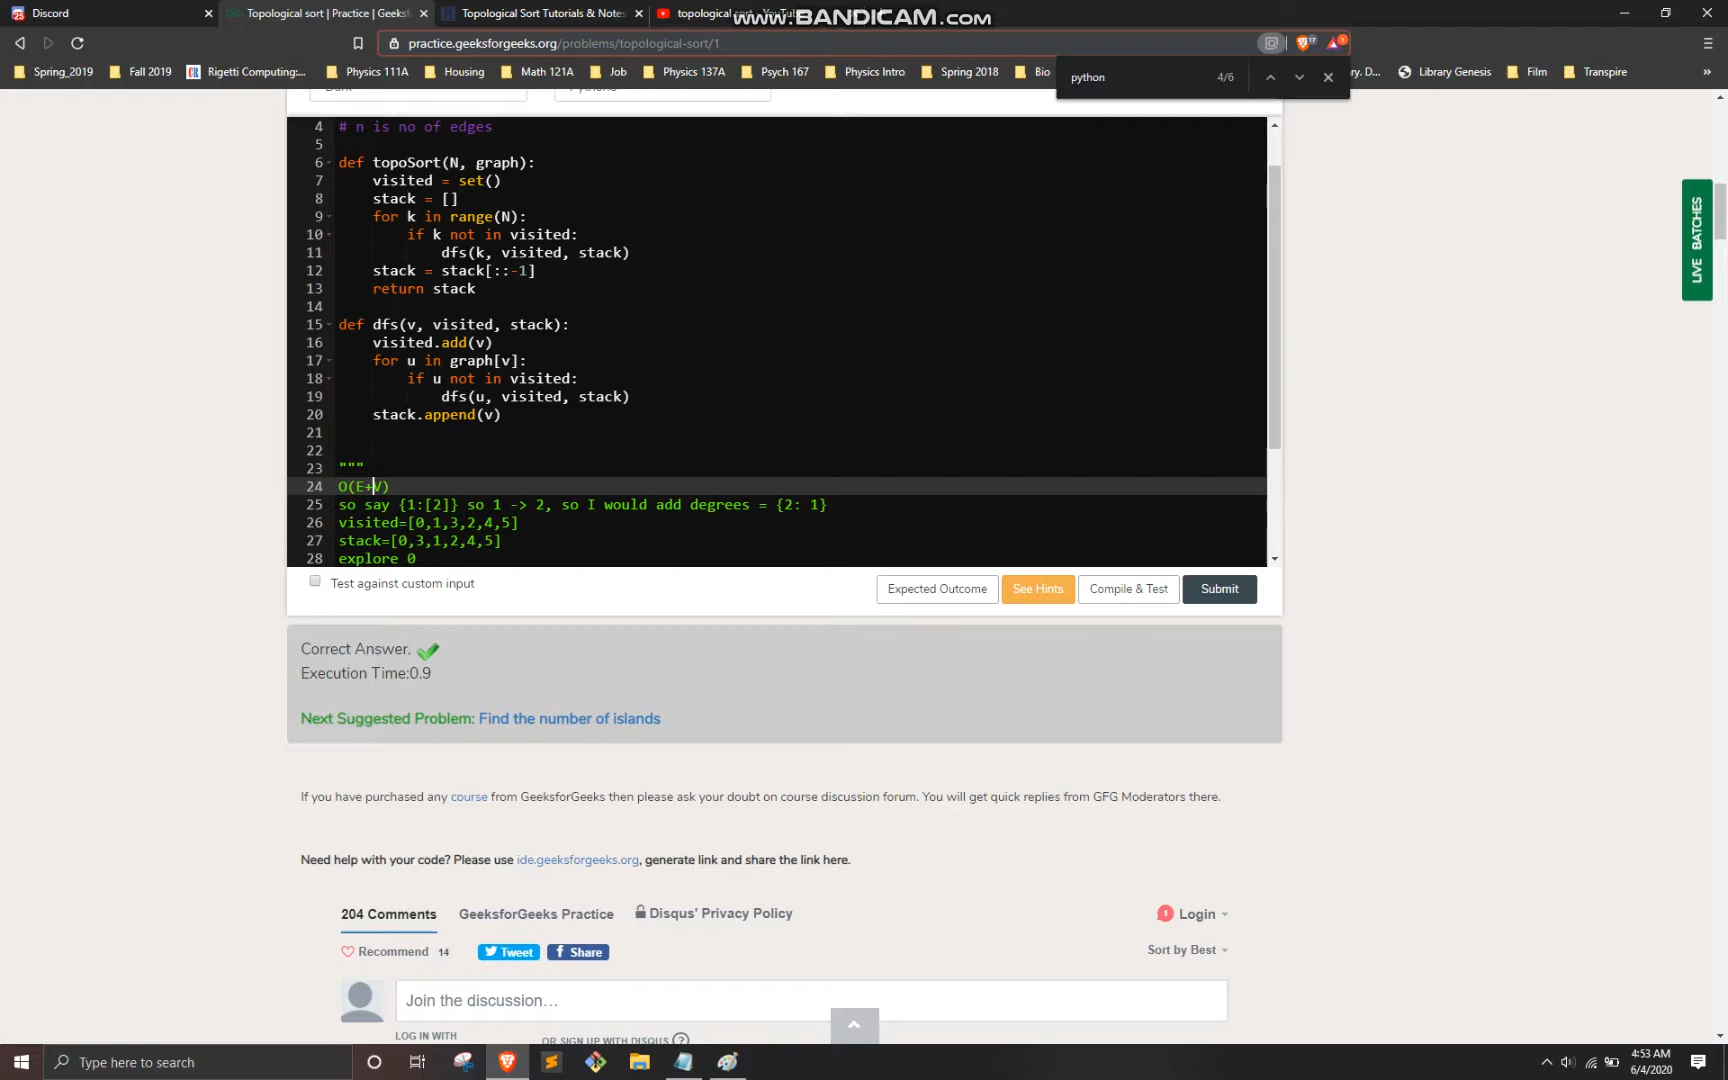 Discord
Topological sort | Practice | Geeksf
Topological Sort Tutorials & Notes
topological sort - YouTu
www.BANDICAM.com
practice.geeksforgeeks.org/problems/topological-sort/1
17
1
Spring_2019
Fall 2019
Rigetti Computing:...
Physics 111A
Housing
Math 121A
Job
Physics 137A
Psych 167
Physics Intro
Spring 2018
Bio
ry. D...
Library Genesis
Film
Transpire
»
python
4/6
Dark
4 # n is no of edges
5
6 def topoSort(N, graph):
7 visited = set()
8 stack = []
9 for k in range(N):
10 if k not in visited:
11 dfs(k, visited, stack)
12 stack = stack[::-1]
13 return stack
14
15 def dfs(v, visited, stack):
16 visited.add(v)
17 for u in graph[v]:
18 if u not in visited:
19 dfs(u, visited, stack)
20 stack.append(v)
21
22
23 """
24 O(E+V)
25 so say {1:[2]} so 1 -> 2, so I would add degrees = {2: 1}
26 visited=[0,1,3,2,4,5]
27 stack=[0,3,1,2,4,5]
28 explore 0
LIVE BATCHES
Test against custom input
Expected Outcome
See Hints
Compile & Test
Submit
Correct Answer.
Execution Time:0.9
Next Suggested Problem: Find the number of islands
If you have purchased any course from GeeksforGeeks then please ask your doubt on course discussion forum. You will get quick replies from GFG Moderators there.
Need help with your code? Please use ide.geeksforgeeks.org, generate link and share the link here.
204 Comments
GeeksforGeeks Practice
Disqus' Privacy Policy
1
Login
Recommend 14
Tweet
Share
Sort by Best
Join the discussion…
LOG IN WITH
OR SIGN UP WITH DISQUS ?
Type here to search
4:53 AM
6/4/2020